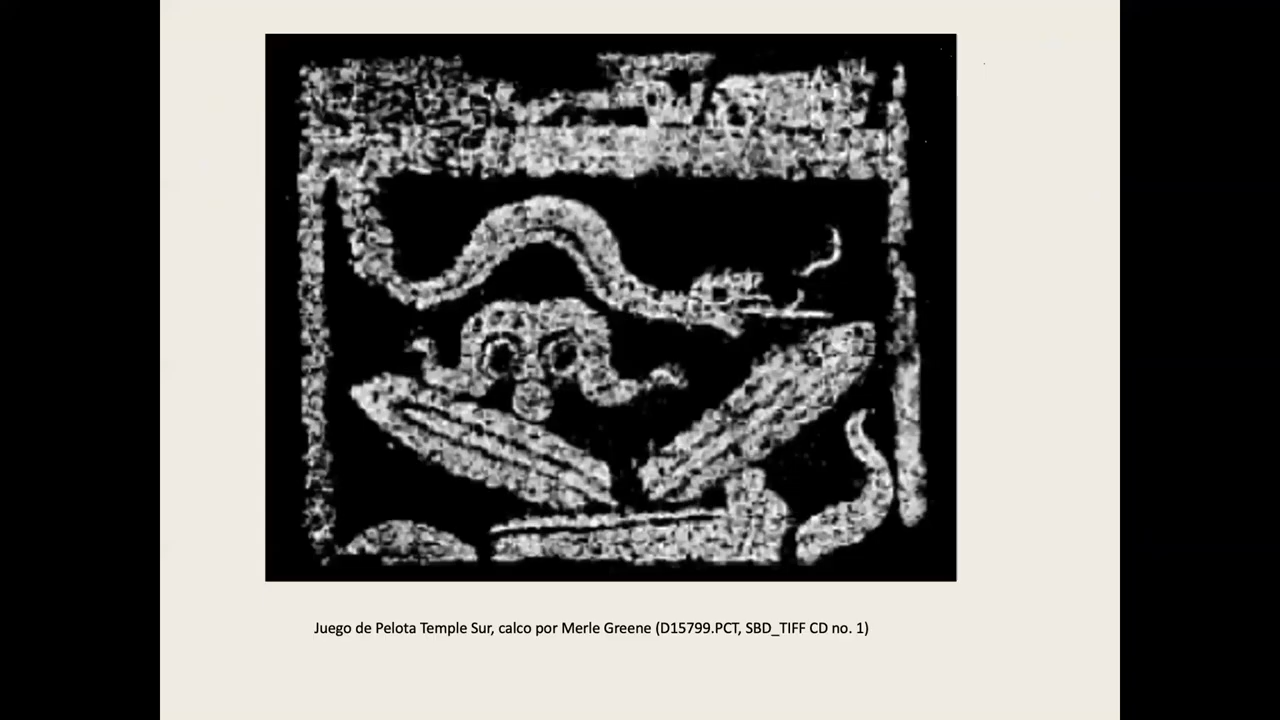 Juego de Pelota Temple Sur, calco por Merle Greene (D15799.PCT, SBD_TIFF CD no. 1)